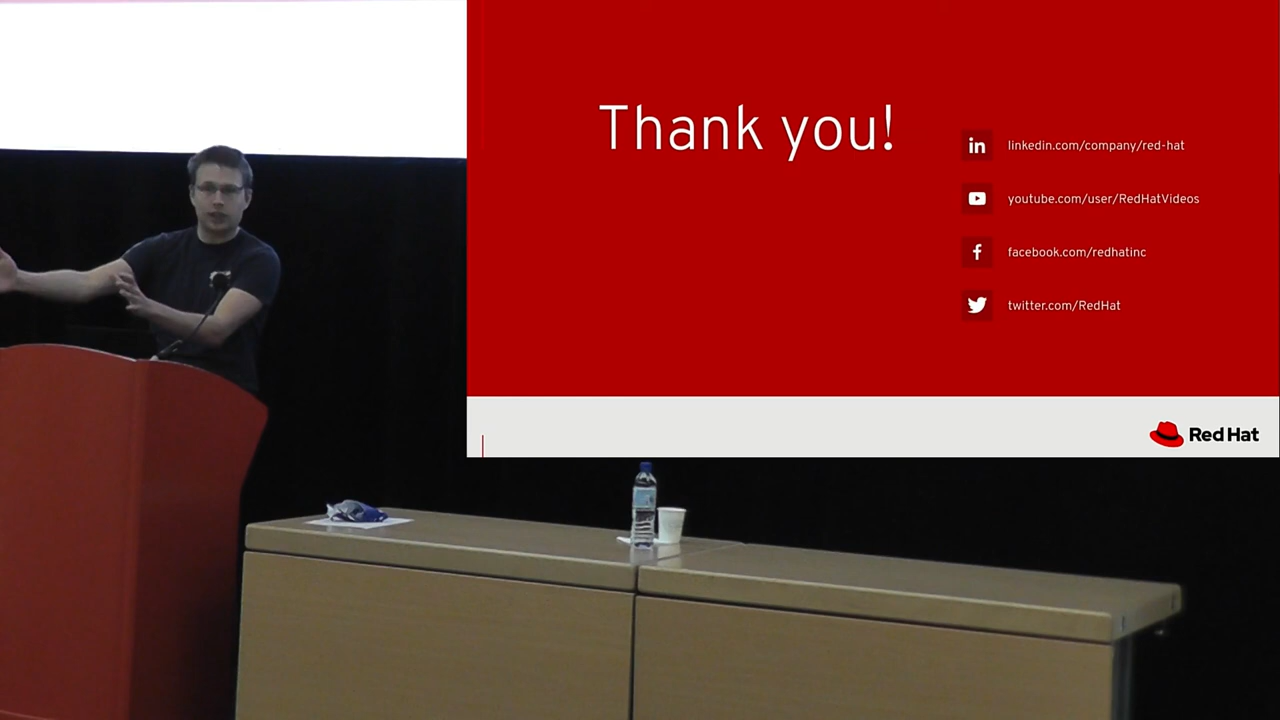 Thank you!
in linkedin.com/company/red-hat
youtube.com/user/RedHatVideos
f facebook.com/redhatinc
twitter.com/RedHat
Red Hat